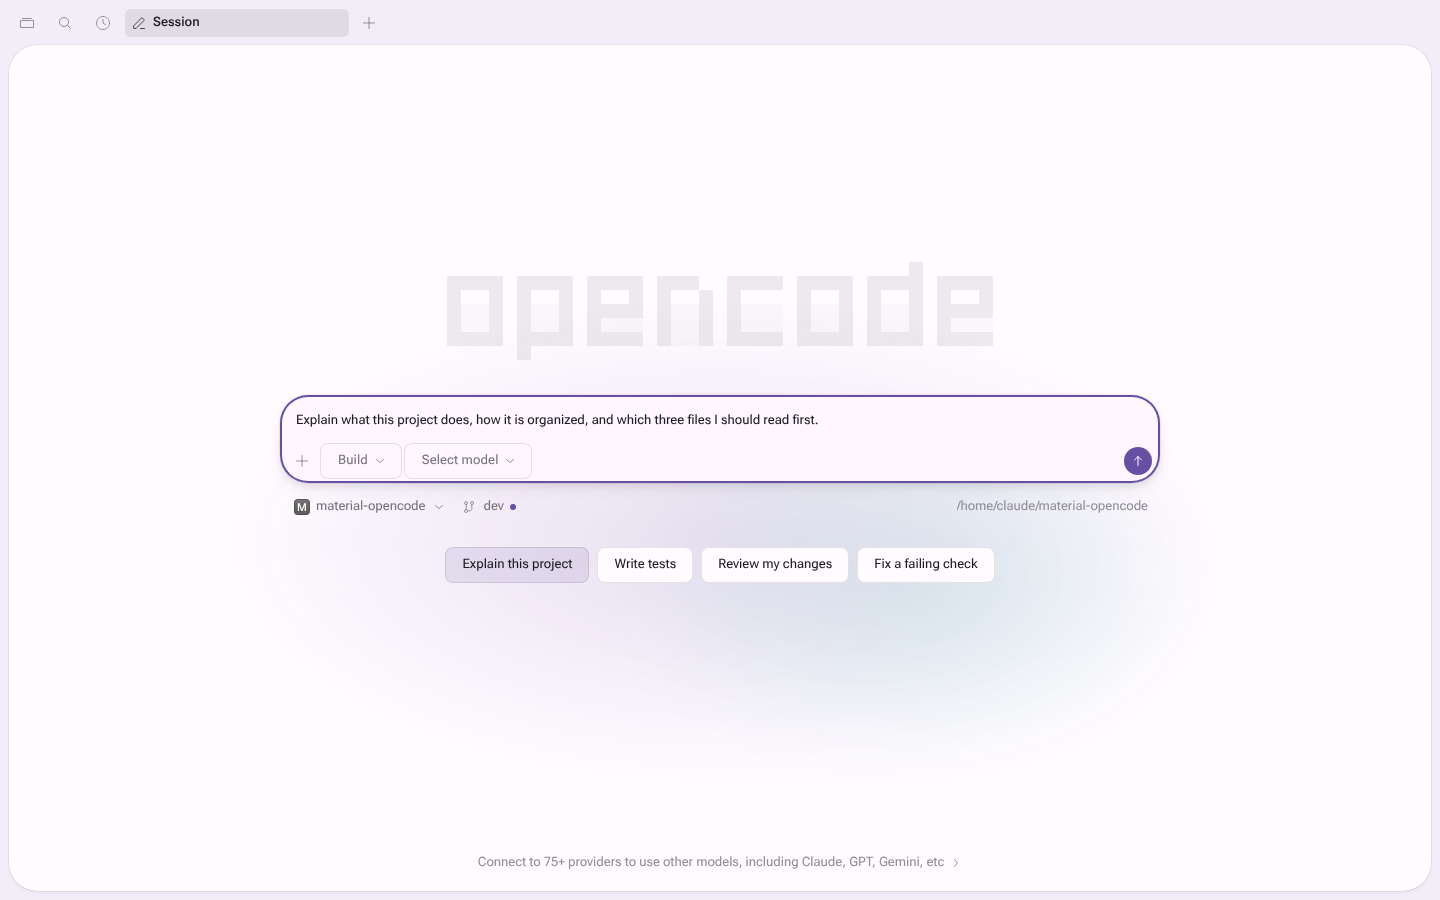 Session
opencode
Explain what this project does, how it is organized, and which three files I should read first.
Build
Select model
M material-opencode
dev
/home/claude/material-opencode
Explain this project
Write tests
Review my changes
Fix a failing check
Connect to 75+ providers to use other models, including Claude, GPT, Gemini, etc